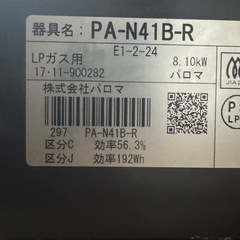 器具名: PA-N41B-R
E1-2-24
LPガス用 8.10kW
17·11-900282 パロマ
株式会社パロマ
297 PA-N41B-R
区分C 効率56.3%
区分J 効率192Wh
JIA
P
LP